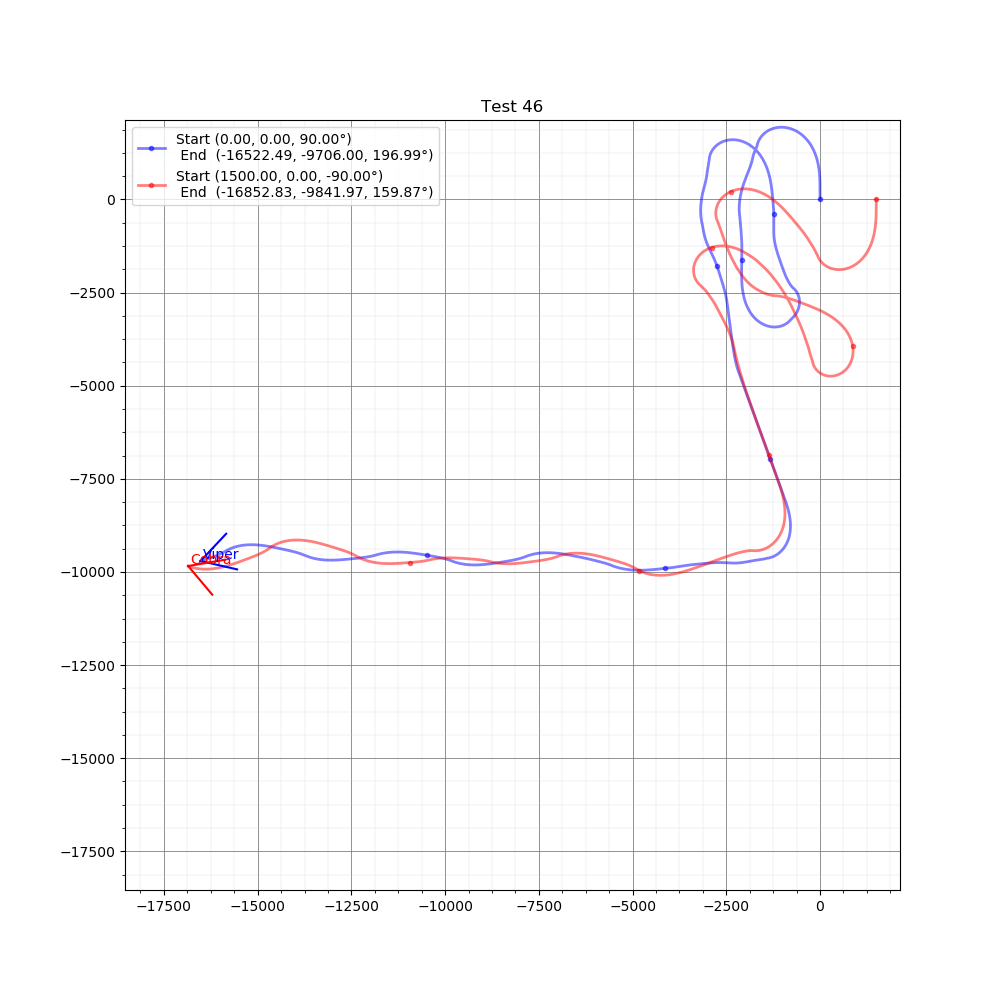 Test 46
Start (0.00, 0.00, 90.00°)
End (-16522.49, -9706.00, 196.99°)
Start (1500.00, 0.00, -90.00°)
End (-16852.83, -9841.97, 159.87°)
0
−2500
−5000
−7500
−10000
−12500
−15000
−17500
Viper
−17500 −15000 −12500 −10000 −7500 −5000 −2500 0